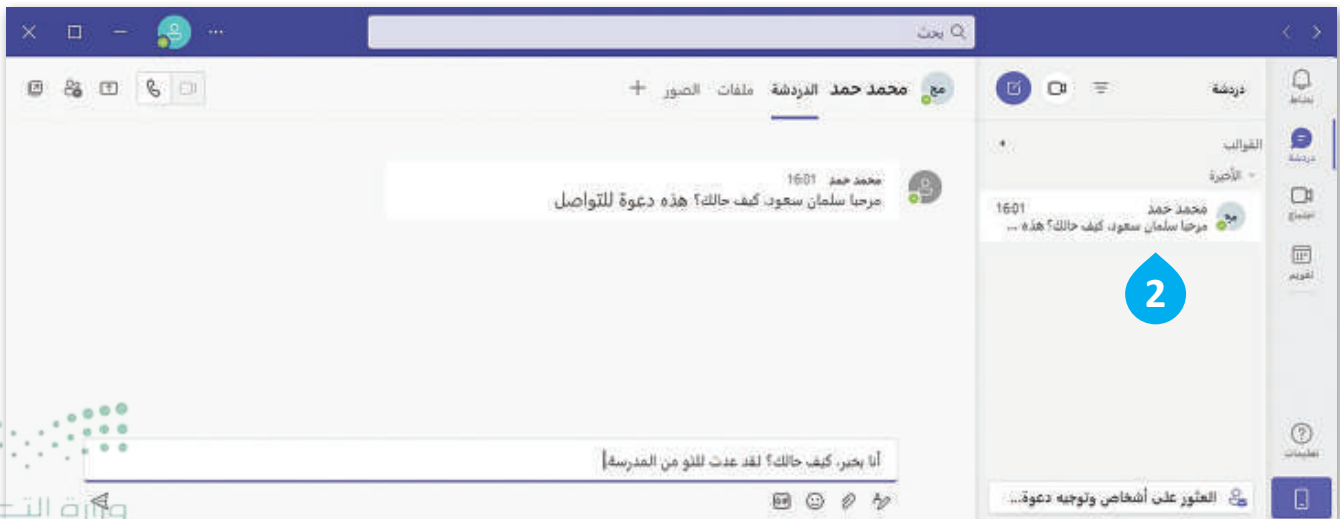 بحث
نشاط
دردشة
اجتماع
تقويم
تعليمات
دردشة
القوالب
الأخيرة
محمد حمد 16:01
مرحبا سلمان سعود، كيف حالك؟ هذه ...
2
العثور على أشخاص وتوجيه دعوة...
مح محمد حمد الدردشة ملفات الصور +
محمد حمد 16:01
مرحبا سلمان سعود، كيف حالك؟ هذه دعوة للتواصل
أنا بخير، كيف حالك؟ لقد عدت للتو من المدرسة
GIF